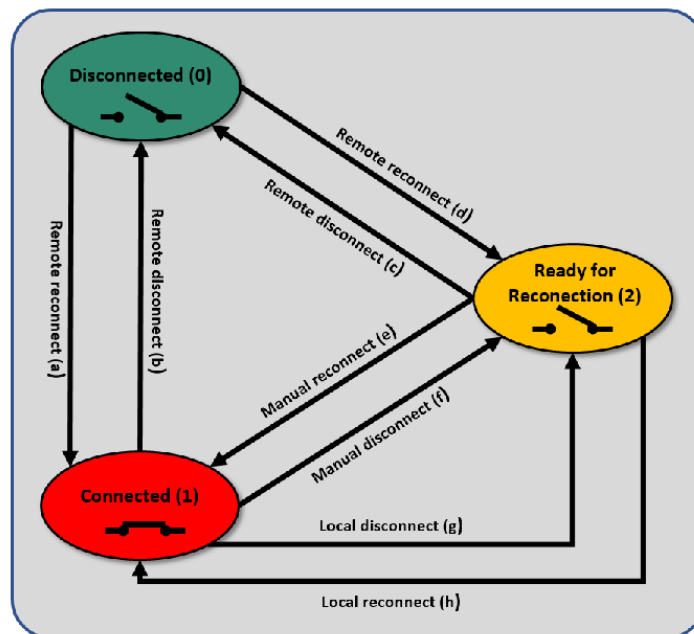 Disconnected (0)
Remote reconnect (d)
Remote disconnect (c)
Remote reconnect (a)
Remote disconnect (b)
Ready for
Reconection (2)
Manual reconnect (e)
Manual disconnect (f)
Connected (1)
Local disconnect (g)
Local reconnect (h)